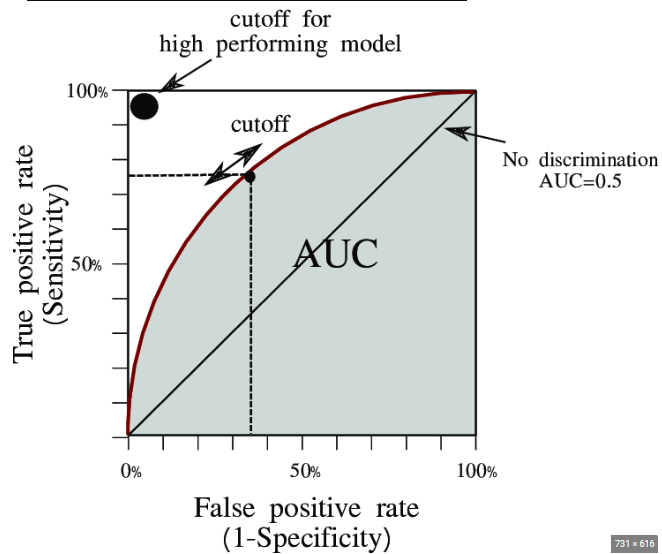 cutoff for
high performing model
100%
cutoff
No discrimination
AUC=0.5
True positive rate
(Sensitivity)
50%
AUC
0%
50%
100%
False positive rate
(1-Specificity)
731 × 616